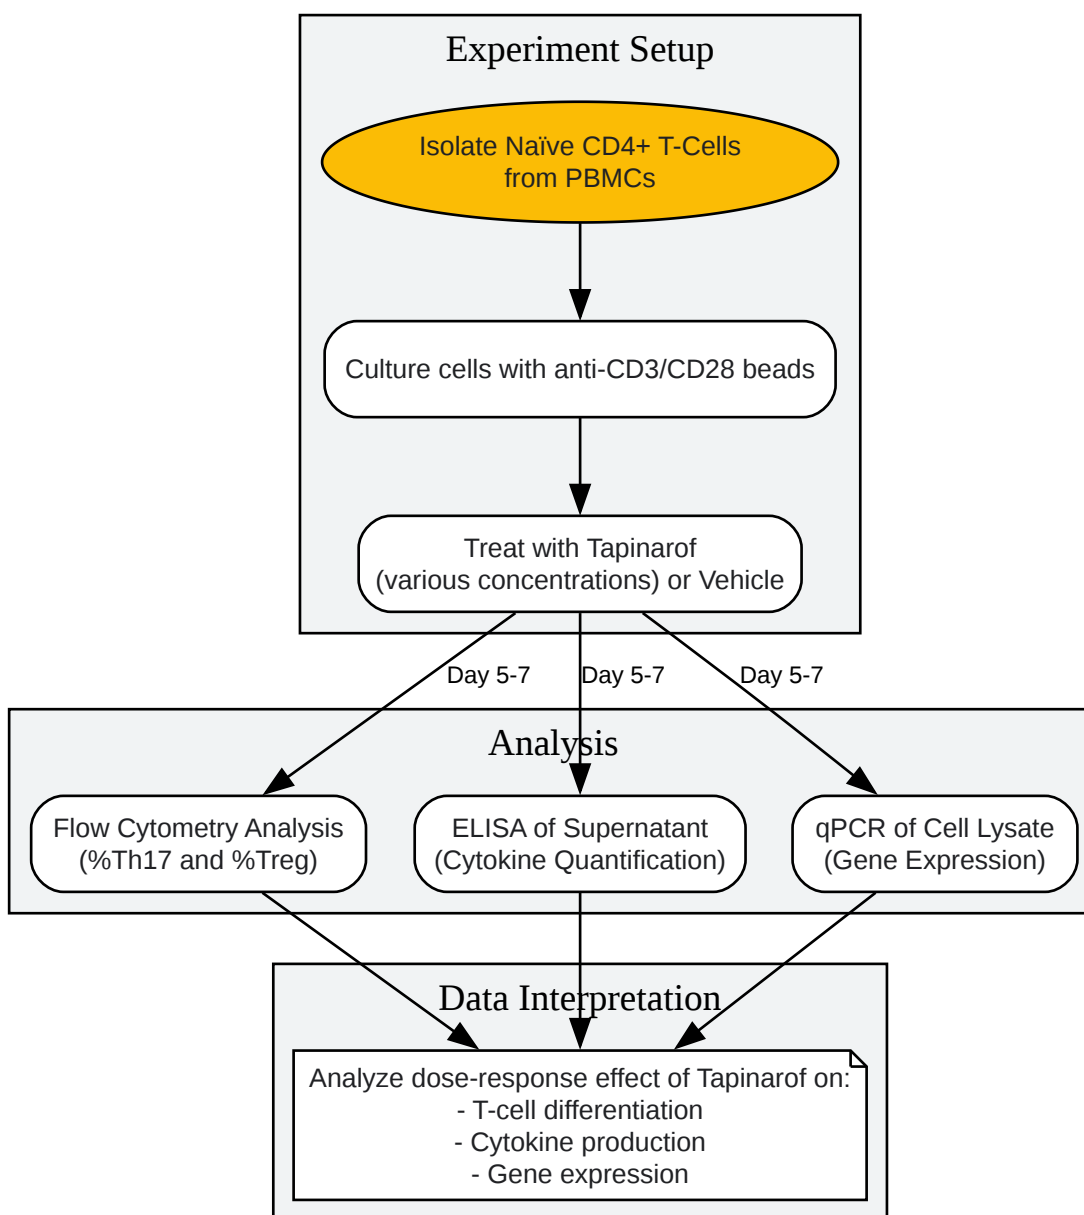 Experiment Setup
Isolate Naïve CD4+ T-Cells
from PBMCs
Culture cells with anti-CD3/CD28 beads
Treat with Tapinarof
(various concentrations) or Vehicle
Day 5-7
Day 5-7
Day 5-7
Analysis
Flow Cytometry Analysis
(%Th17 and %Treg)
ELISA of Supernatant
(Cytokine Quantification)
qPCR of Cell Lysate
(Gene Expression)
Data Interpretation
Analyze dose-response effect of Tapinarof on:
- T-cell differentiation
- Cytokine production
- Gene expression